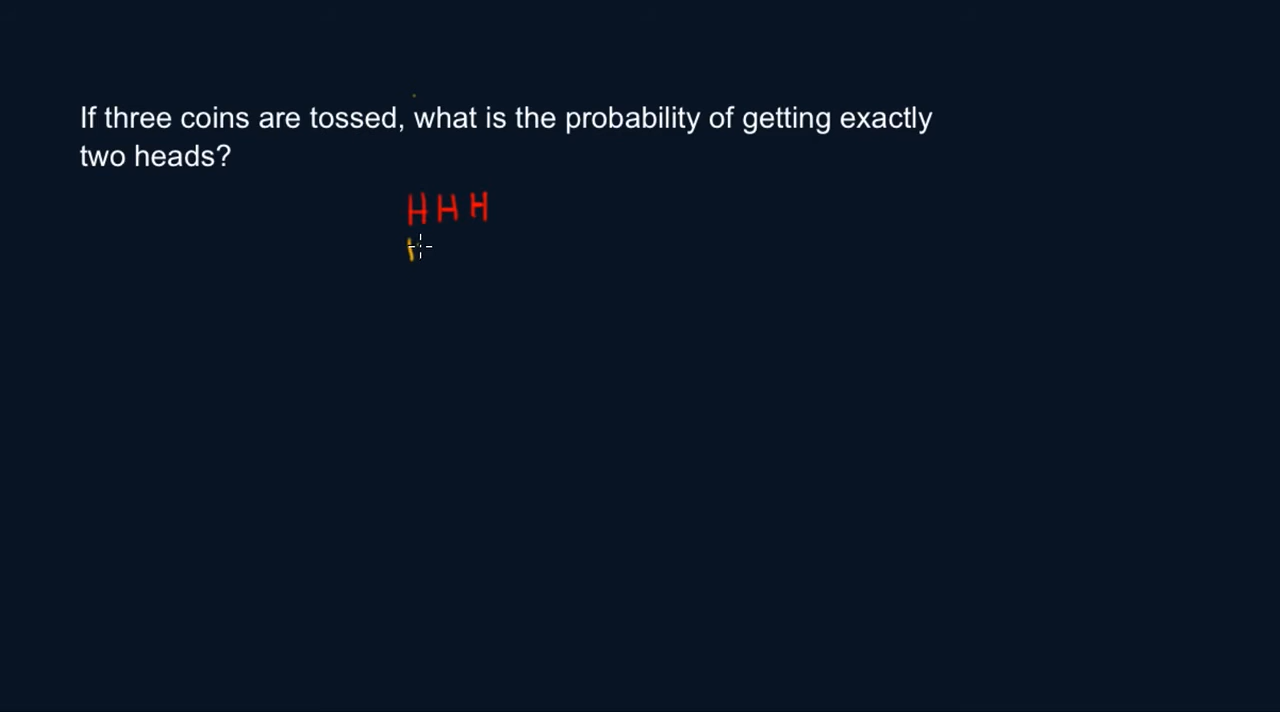 If three coins are tossed, what is the probability of getting exactly
two heads?
H H H